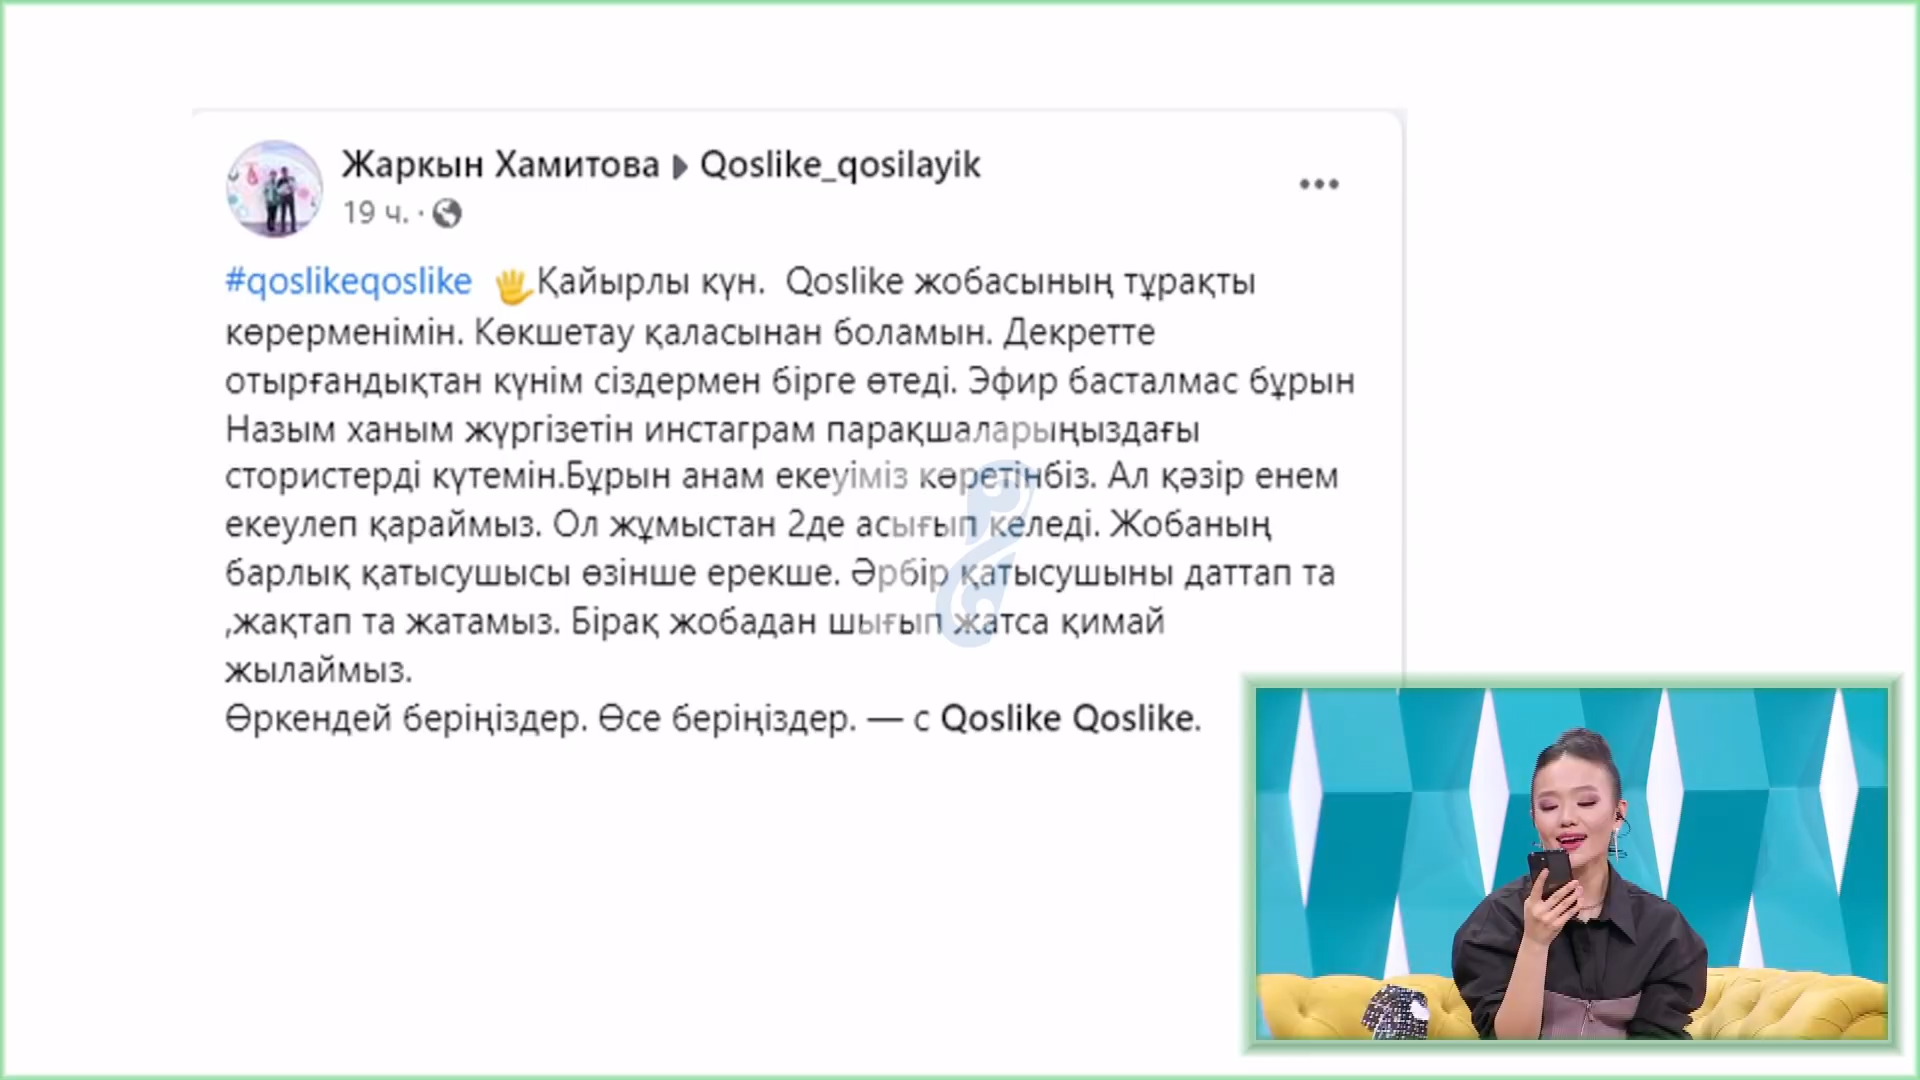 Жаркын Хамитова Qoslike_qosilayik
19 ч. ·
#qoslikeqoslike 🖐Қайырлы күн. Qoslike жобасының тұрақты
көрерменімін. Көкшетау қаласынан боламын. Декретте
отырғандықтан күнім сіздермен бірге өтеді. Эфир басталмас бұрын
Назым ханым жүргізетін инстаграм парақшаларыңыздағы
стористерді күтемін.Бұрын анам екеуіміз көретінбіз. Ал қәзір енем
екеулеп қараймыз. Ол жұмыстан 2де асығып келеді. Жобаның
барлық қатысушысы өзінше ерекше. Әрбір қатысушыны даттап та
,жақтап та жатамыз. Бірақ жобадан шығып жатса қимай
жылаймыз.
Өркендей беріңіздер. Өсе беріңіздер. — с Qoslike Qoslike.